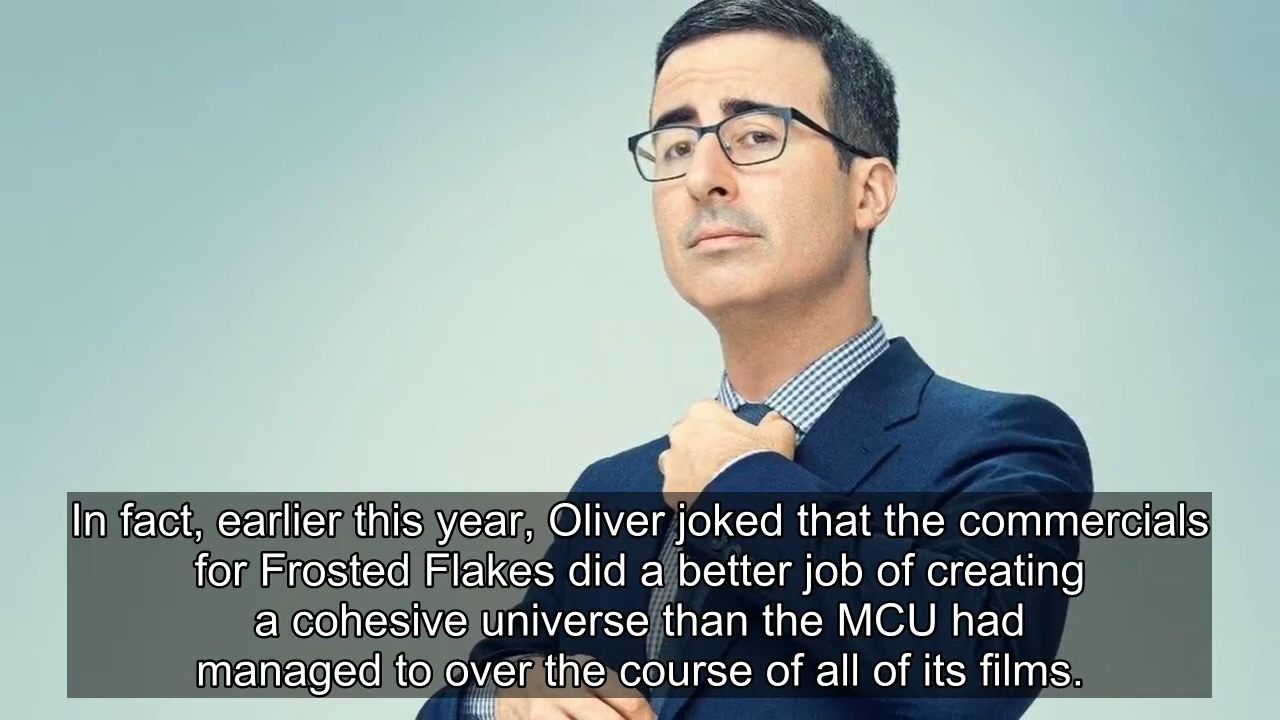 In fact, earlier this year, Oliver joked that the commercials
for Frosted Flakes did a better job of creating
a cohesive universe than the MCU had
managed to over the course of all of its films.